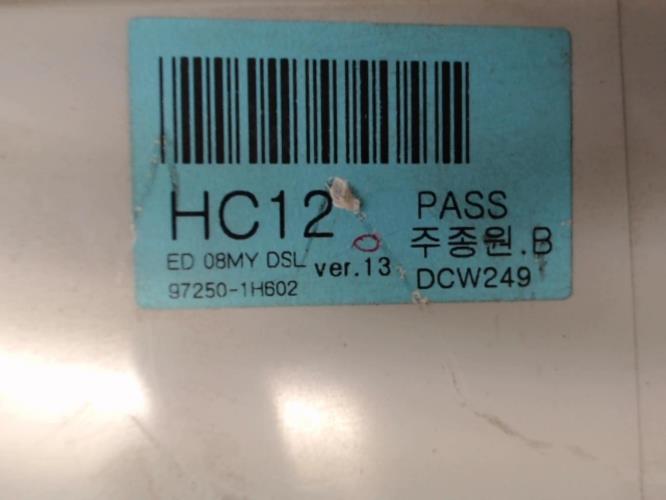 HC12 PASS
주종원.B
ED 08MY DSL ver.13
97250-1H602 DCW249